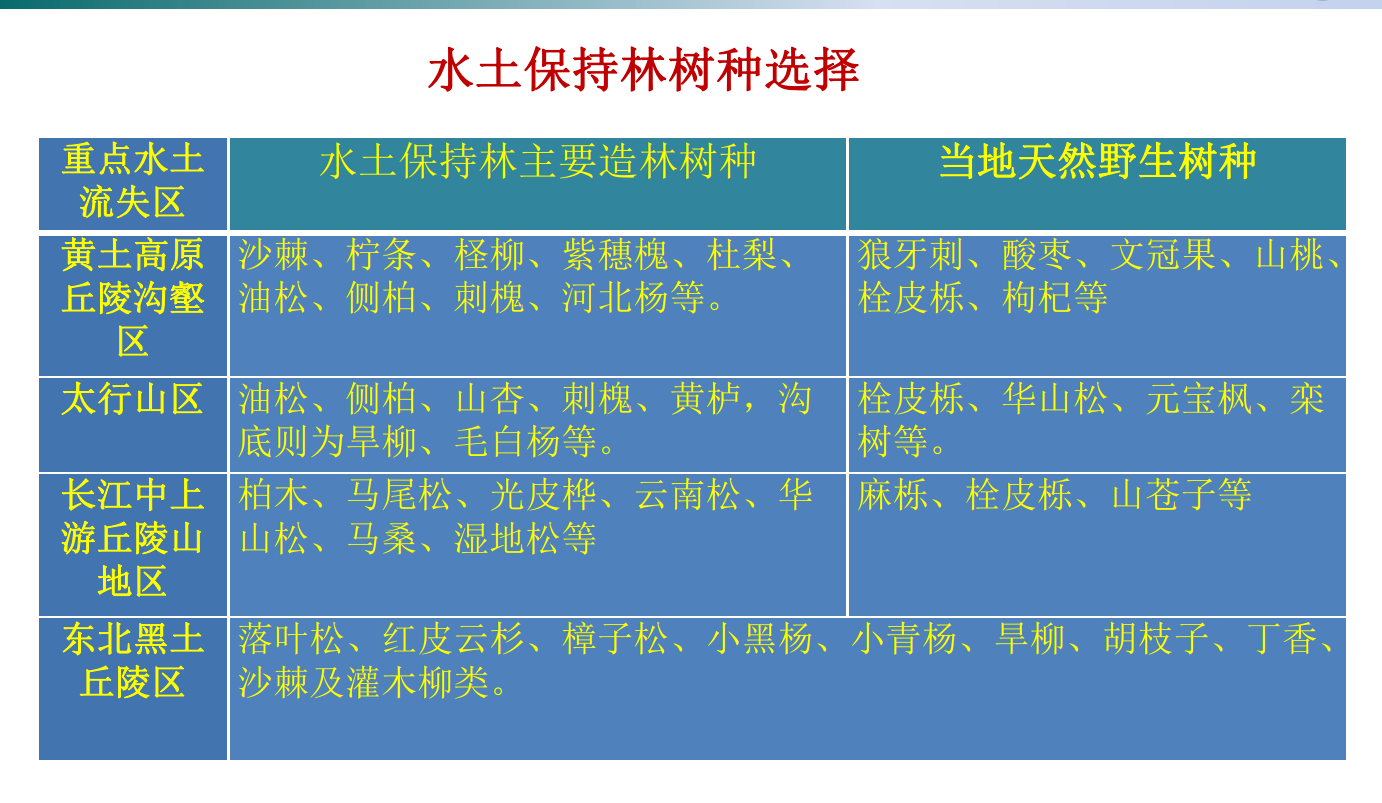 水土保持林树种选择
重点水土
流失区
水土保持林主要造林树种
当地天然野生树种
黄土高原
丘陵沟壑
区
沙棘、柠条、柽柳、紫穗槐、杜梨、
油松、侧柏、刺槐、河北杨等。
狼牙刺、酸枣、文冠果、山桃、
栓皮栎、枸杞等
太行山区
油松、侧柏、山杏、刺槐、黄栌，沟
底则为旱柳、毛白杨等。
栓皮栎、华山松、元宝枫、栾
树等。
长江中上
游丘陵山
地区
柏木、马尾松、光皮桦、云南松、华
山松、马桑、湿地松等
麻栎、栓皮栎、山苍子等
东北黑土
丘陵区
落叶松、红皮云杉、樟子松、小黑杨、小青杨、旱柳、胡枝子、丁香、
沙棘及灌木柳类。